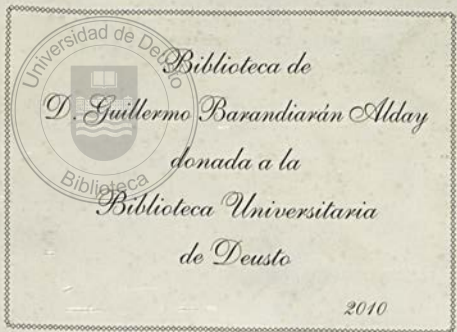 Universidad de Deusto
Biblioteca
Biblioteca de
D. Guillermo Barandiarán Alday
donada a la
Biblioteca Universitaria
de Deusto
2010